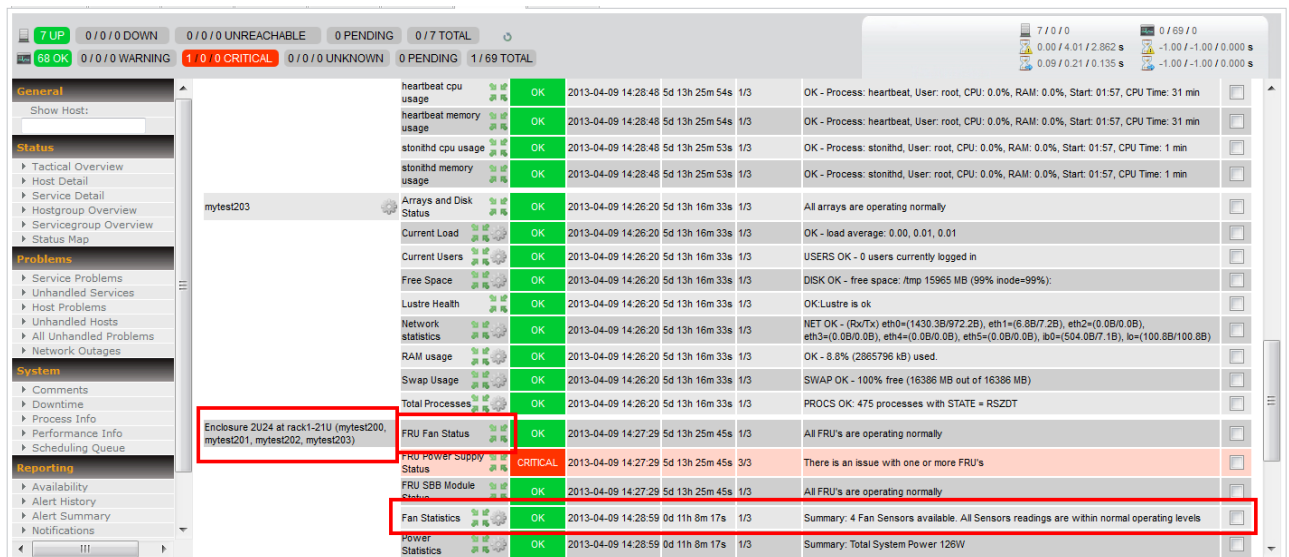 7 UP 0 / 0 / 0 DOWN 0 / 0 / 0 UNREACHABLE 0 PENDING 0 / 7 TOTAL
68 OK 0 / 0 / 0 WARNING 1 / 0 / 0 CRITICAL 0 / 0 / 0 UNKNOWN 0 PENDING 1 / 69 TOTAL
7 / 0 / 0 0 / 69 / 0
0.00 / 4.01 / 2.862 s -1.00 / -1.00 / 0.000 s
0.09 / 0.21 / 0.135 s -1.00 / -1.00 / 0.000 s
General
Show Host:
Status
Tactical Overview
Host Detail
Service Detail
Hostgroup Overview
Servicegroup Overview
Status Map
Problems
Service Problems
Unhandled Services
Host Problems
Unhandled Hosts
All Unhandled Problems
Network Outages
System
Comments
Downtime
Process Info
Performance Info
Scheduling Queue
Reporting
Availability
Alert History
Alert Summary
Notifications
heartbeat cpu
usage
OK 2013-04-09 14:28:48 5d 13h 25m 54s 1/3 OK - Process: heartbeat, User: root, CPU: 0.0%, RAM: 0.0%, Start: 01:57, CPU Time: 31 min
heartbeat memory
usage
OK 2013-04-09 14:28:48 5d 13h 25m 54s 1/3 OK - Process: heartbeat, User: root, CPU: 0.0%, RAM: 0.0%, Start: 01:57, CPU Time: 31 min
stonithd cpu usage OK 2013-04-09 14:28:48 5d 13h 25m 53s 1/3 OK - Process: stonithd, User: root, CPU: 0.0%, RAM: 0.0%, Start: 01:57, CPU Time: 1 min
stonithd memory
usage
OK 2013-04-09 14:28:48 5d 13h 25m 53s 1/3 OK - Process: stonithd, User: root, CPU: 0.0%, RAM: 0.0%, Start: 01:57, CPU Time: 1 min
mytest203
Arrays and Disk
Status
OK 2013-04-09 14:26:20 5d 13h 16m 33s 1/3 All arrays are operating normally
Current Load OK 2013-04-09 14:26:20 5d 13h 16m 33s 1/3 OK - load average: 0.00, 0.01, 0.01
Current Users OK 2013-04-09 14:26:20 5d 13h 16m 33s 1/3 USERS OK - 0 users currently logged in
Free Space OK 2013-04-09 14:26:20 5d 13h 16m 33s 1/3 DISK OK - free space: /tmp 15965 MB (99% inode=99%):
Lustre Health OK 2013-04-09 14:26:20 5d 13h 16m 33s 1/3 OK:Lustre is ok
Network
statistics
OK 2013-04-09 14:26:20 5d 13h 16m 33s 1/3 NET OK - (Rx/Tx) eth0=(1430.3B/972.2B), eth1=(6.8B/7.2B), eth2=(0.0B/0.0B),
eth3=(0.0B/0.0B), eth4=(0.0B/0.0B), eth5=(0.0B/0.0B), ib0=(504.0B/7.1B), lo=(100.8B/100.8B)
RAM usage OK 2013-04-09 14:26:20 5d 13h 16m 33s 1/3 OK - 8.8% (2865796 kB) used.
Swap Usage OK 2013-04-09 14:26:20 5d 13h 16m 33s 1/3 SWAP OK - 100% free (16386 MB out of 16386 MB)
Total Processes OK 2013-04-09 14:26:20 5d 13h 16m 33s 1/3 PROCS OK: 475 processes with STATE = RSZDT
Enclosure 2U24 at rack1-21U (mytest200,
mytest201, mytest202, mytest203)
FRU Fan Status OK 2013-04-09 14:27:29 5d 13h 25m 45s 1/3 All FRU's are operating normally
FRU Power Supply
Status
CRITICAL 2013-04-09 14:27:29 5d 13h 25m 45s 3/3 There is an issue with one or more FRU's
FRU SBB Module
Status
OK 2013-04-09 14:27:29 5d 13h 25m 45s 1/3 All FRU's are operating normally
Fan Statistics OK 2013-04-09 14:28:59 0d 11h 8m 17s 1/3 Summary: 4 Fan Sensors available. All Sensors readings are within normal operating levels
Power
Statistics
OK 2013-04-09 14:28:59 0d 11h 8m 17s 1/3 Summary: Total System Power 126W